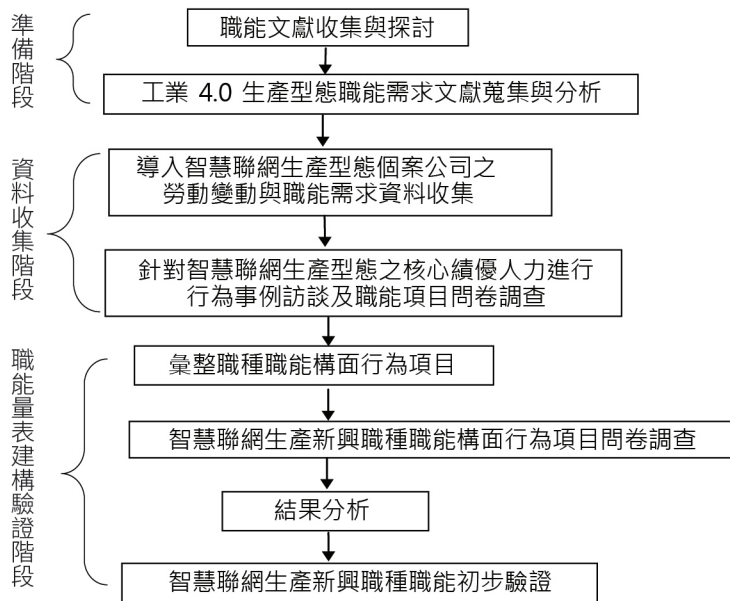 準備階段
職能文獻收集與探討
工業 4.0 生產型態職能需求文獻蒐集與分析
資料收集階段
導入智慧聯網生產型態個案公司之
勞動變動與職能需求資料收集
針對智慧聯網生產型態之核心績優人力進行
行為事例訪談及職能項目問卷調查
職能量表建構驗證階段
彙整職種職能構面行為項目
智慧聯網生產新興職種職能構面行為項目問卷調查
結果分析
智慧聯網生產新興職種職能初步驗證